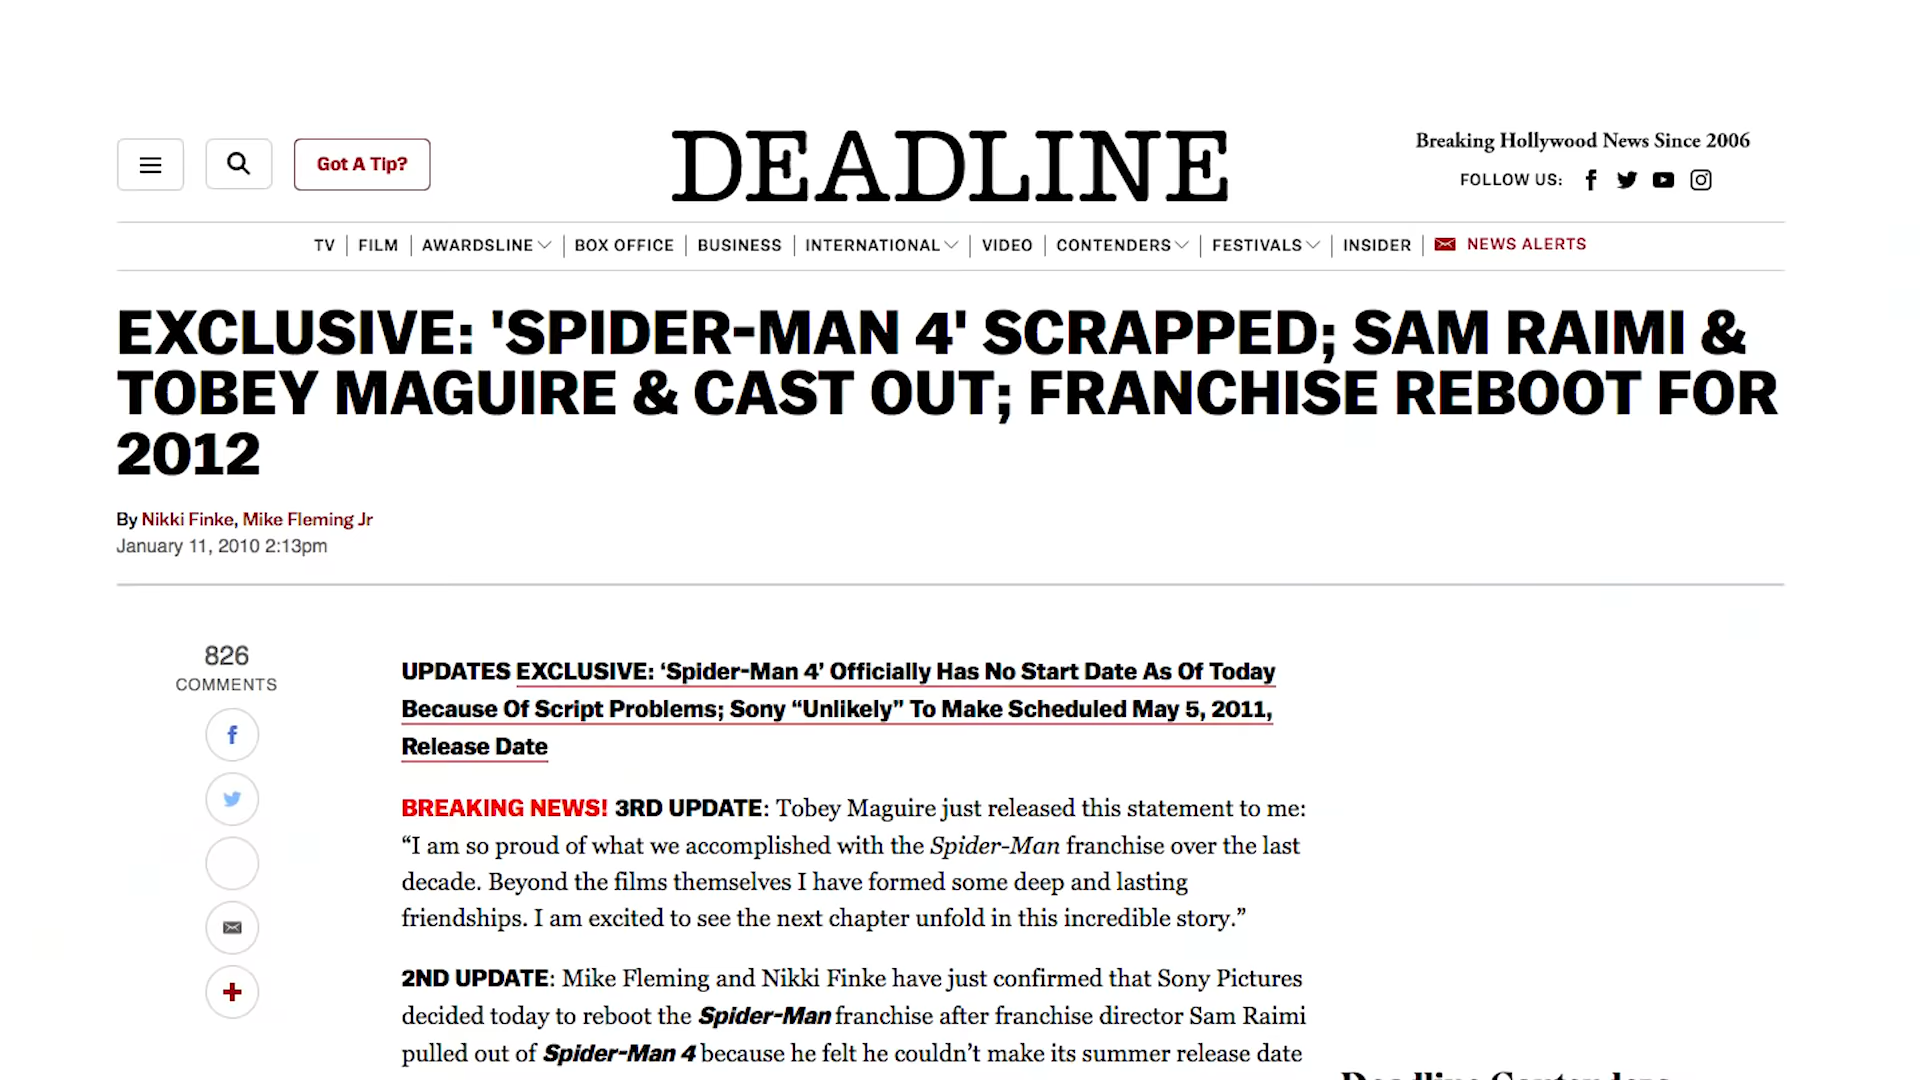 Got A Tip?
DEADLINE
Breaking Hollywood News Since 2006
FOLLOW US:
TV | FILM | AWARDSLINE | BOX OFFICE | BUSINESS | INTERNATIONAL | VIDEO | CONTENDERS | FESTIVALS | INSIDER | NEWS ALERTS
EXCLUSIVE: 'SPIDER-MAN 4' SCRAPPED; SAM RAIMI &
TOBEY MAGUIRE & CAST OUT; FRANCHISE REBOOT FOR
2012
By Nikki Finke, Mike Fleming Jr
January 11, 2010 2:13pm
826
COMMENTS
UPDATES EXCLUSIVE: ‘Spider-Man 4’ Officially Has No Start Date As Of Today
Because Of Script Problems; Sony “Unlikely” To Make Scheduled May 5, 2011,
Release Date
BREAKING NEWS! 3RD UPDATE: Tobey Maguire just released this statement to me:
“I am so proud of what we accomplished with the Spider-Man franchise over the last
decade. Beyond the films themselves I have formed some deep and lasting
friendships. I am excited to see the next chapter unfold in this incredible story.”
2ND UPDATE: Mike Fleming and Nikki Finke have just confirmed that Sony Pictures
decided today to reboot the Spider-Man franchise after franchise director Sam Raimi
pulled out of Spider-Man 4 because he felt he couldn’t make its summer release date